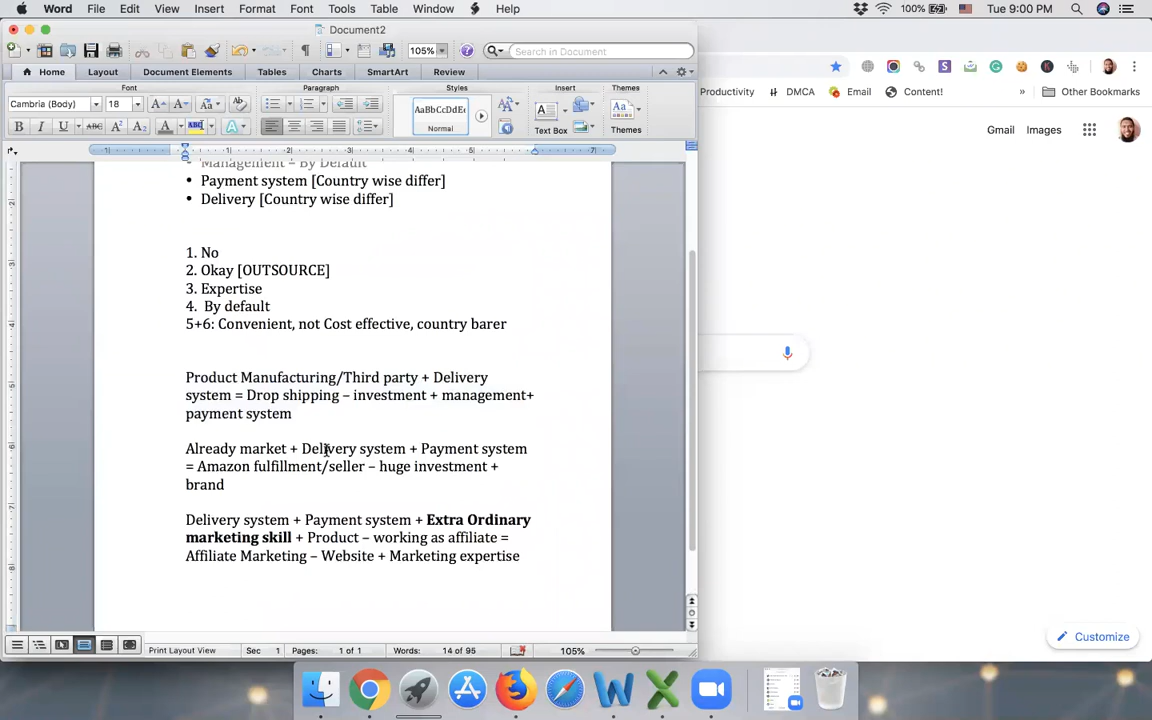 Word File Edit View Insert Format Font Tools Table Window Help
100% Tue 9:00 PM
Document2
105%
Search in Document
Home Layout Document Elements Tables Charts SmartArt Review
Font Paragraph Styles Insert Themes
Cambria (Body) 18
AaBbCcDdEe
Normal
Text Box
Themes
Productivity DMCA Email Content! » Other Bookmarks
Gmail Images
Management – By Default
• Payment system [Country wise differ]
• Delivery [Country wise differ]
1. No
2. Okay [OUTSOURCE]
3. Expertise
4. By default
5+6: Convenient, not Cost effective, country barer
Product Manufacturing/Third party + Delivery
system = Drop shipping – investment + management+
payment system
Already market + Delivery system + Payment system
= Amazon fulfillment/seller – huge investment +
brand
Delivery system + Payment system + Extra Ordinary
marketing skill + Product – working as affiliate =
Affiliate Marketing – Website + Marketing expertise
Customize
Print Layout View Sec 1 Pages: 1 of 1 Words: 14 of 95 105%